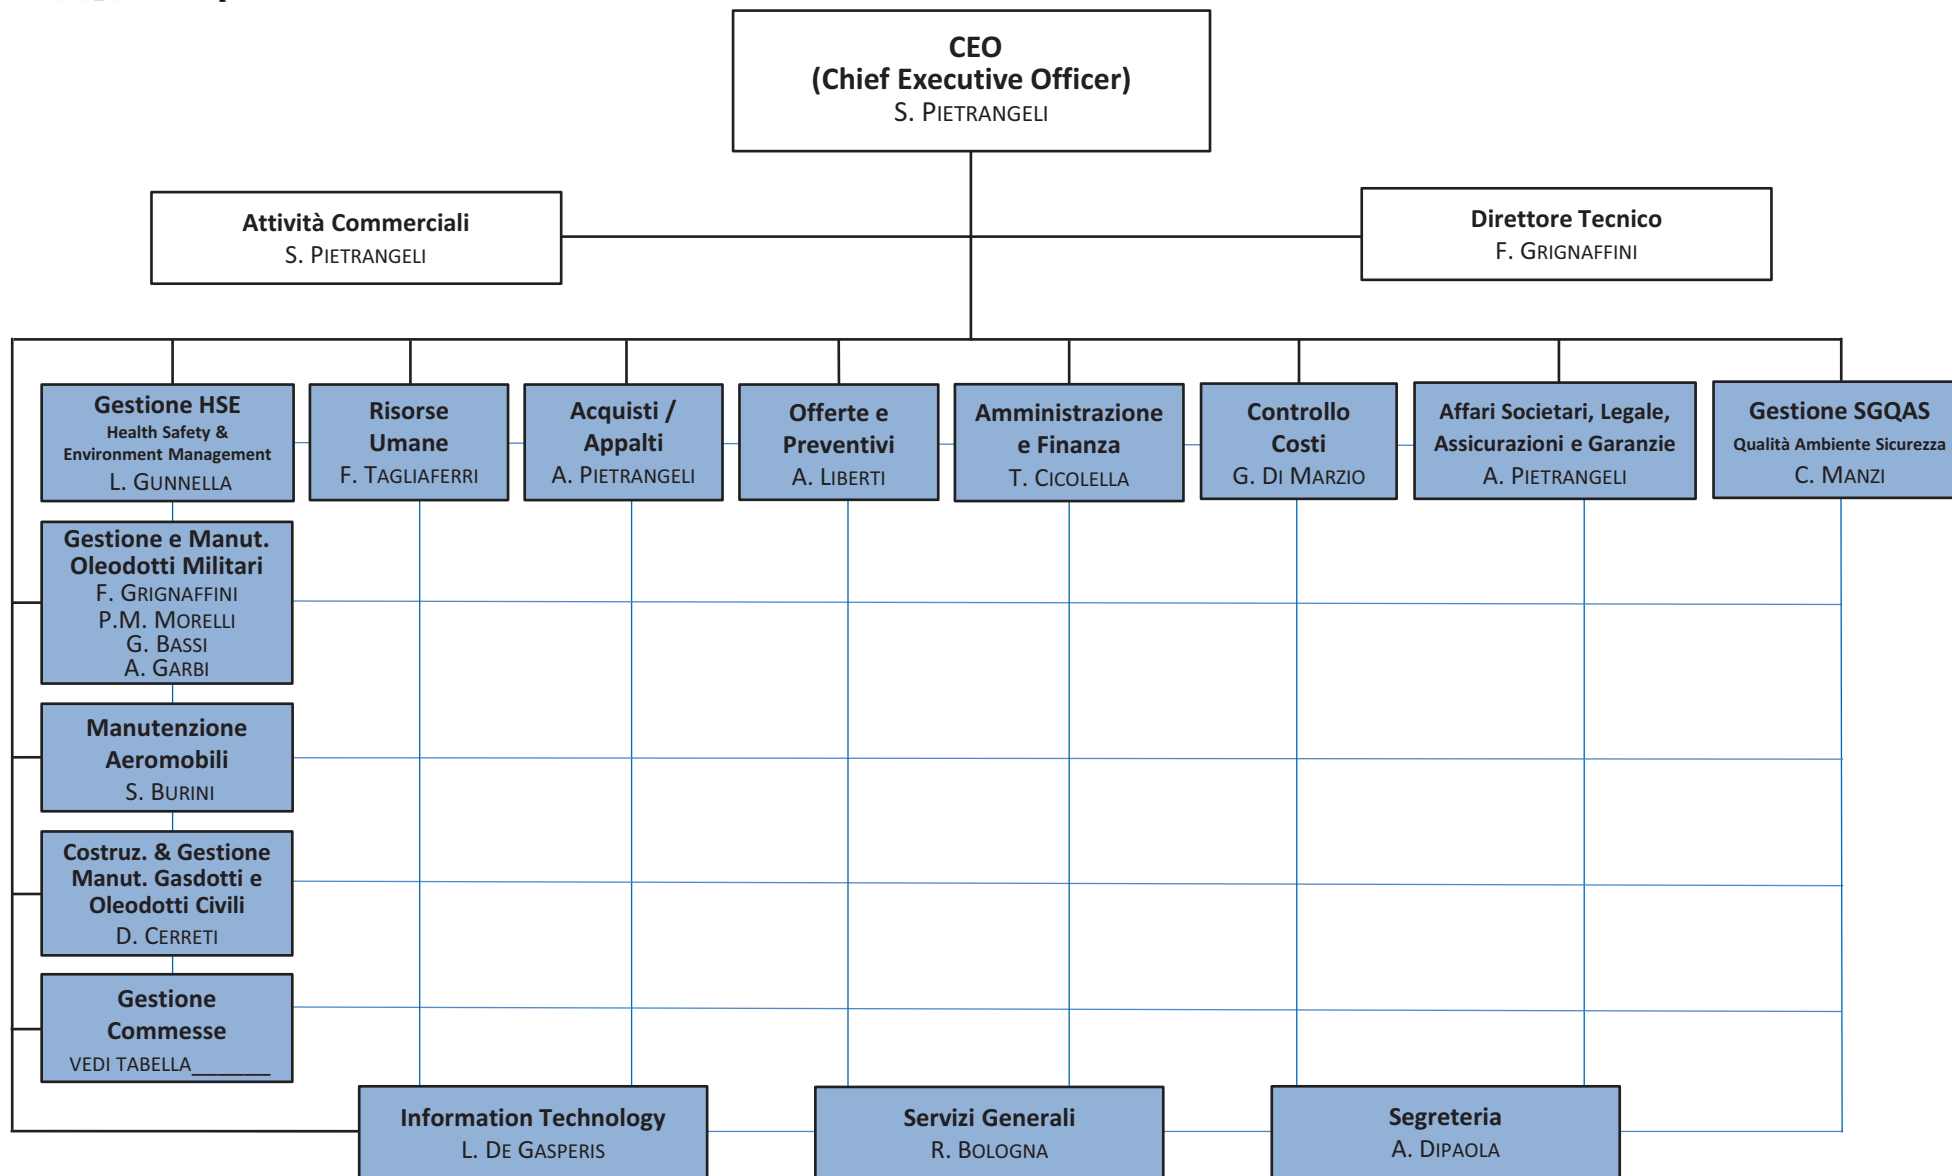 CEO
(Chief Executive Officer)
S. PIETRANGELI
Attività Commerciali
S. PIETRANGELI
Direttore Tecnico
F. GRIGNAFFINI
Gestione HSE
Health Safety &
Environment Management
L. GUNNELLA
Risorse
Umane
F. TAGLIAFERRI
Acquisti /
Appalti
A. PIETRANGELI
Offerte e
Preventivi
A. LIBERTI
Amministrazione
e Finanza
T. CICOLELLA
Controllo
Costi
G. DI MARZIO
Affari Societari, Legale,
Assicurazioni e Garanzie
A. PIETRANGELI
Gestione SGQAS
Qualità Ambiente Sicurezza
C. MANZI
Gestione e Manut.
Oleodotti Militari
F. GRIGNAFFINI
P.M. MORELLI
G. BASSI
A. GARBI
Manutenzione
Aeromobili
S. BURINI
Costruz. & Gestione
Manut. Gasdotti e
Oleodotti Civili
D. CERRETI
Gestione
Commesse
VEDI TABELLA______
Information Technology
L. DE GASPERIS
Servizi Generali
R. BOLOGNA
Segreteria
A. DIPAOLA